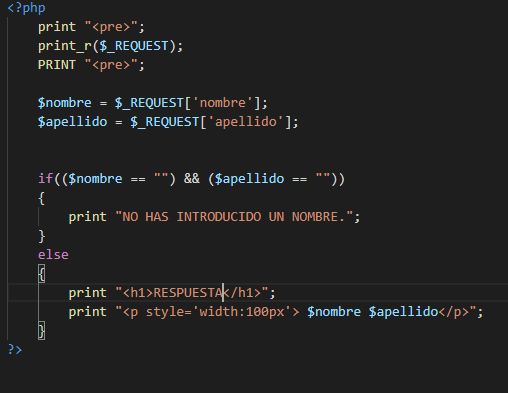 <?php
    print "<pre>";
    print_r($_REQUEST);
    PRINT "<pre>";
    $nombre = $_REQUEST['nombre'];
    $apellido = $_REQUEST['apellido'];
    if(($nombre == "") && ($apellido == ""))
    {
        print "NO HAS INTRODUCIDO UN NOMBRE.";
    }
    else
    {
        print "<h1>RESPUESTA</h1>";
        print "<p style='width:100px'> $nombre $apellido</p>";
    }
?>